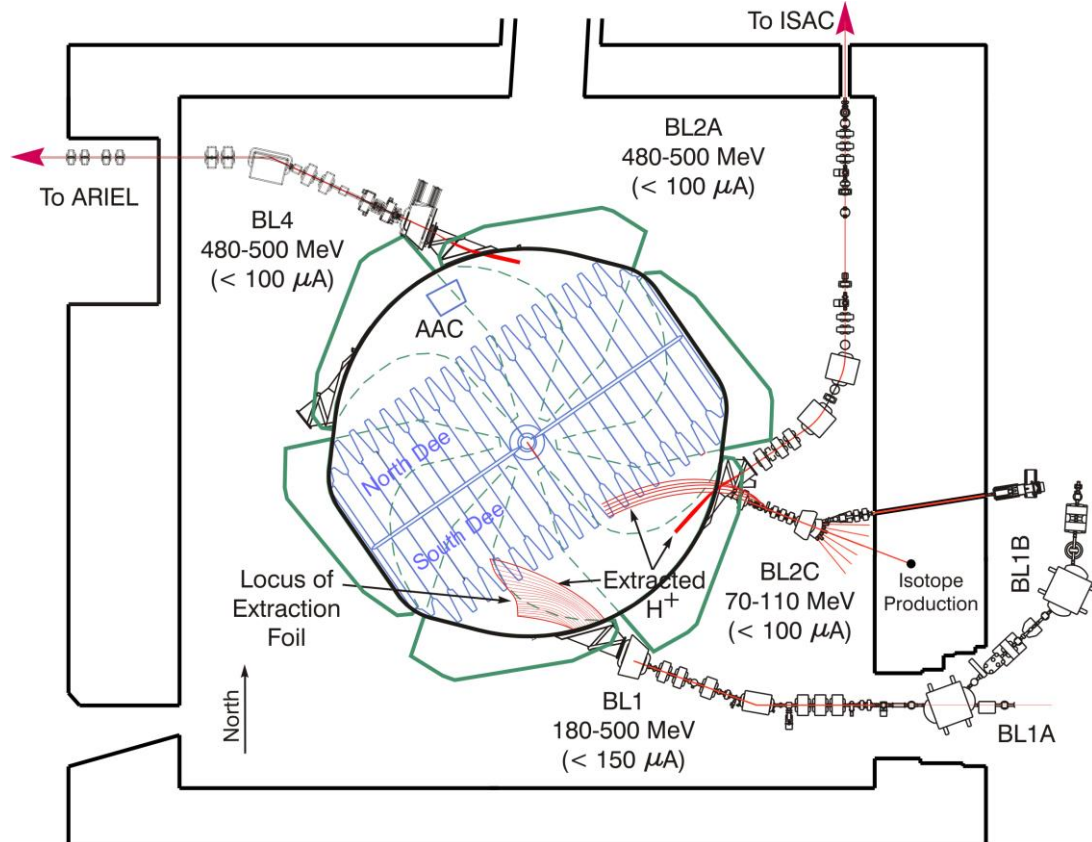 To ISAC
BL2A
480-500 MeV
(< 100 μA)
To ARIEL
BL4
480-500 MeV
(< 100 μA)
AAC
North Dee
South Dee
Locus of
Extraction
Foil
Extracted
H+
BL2C
70-110 MeV
(< 100 μA)
Isotope
Production
BL1B
North
BL1
180-500 MeV
(< 150 μA)
BL1A